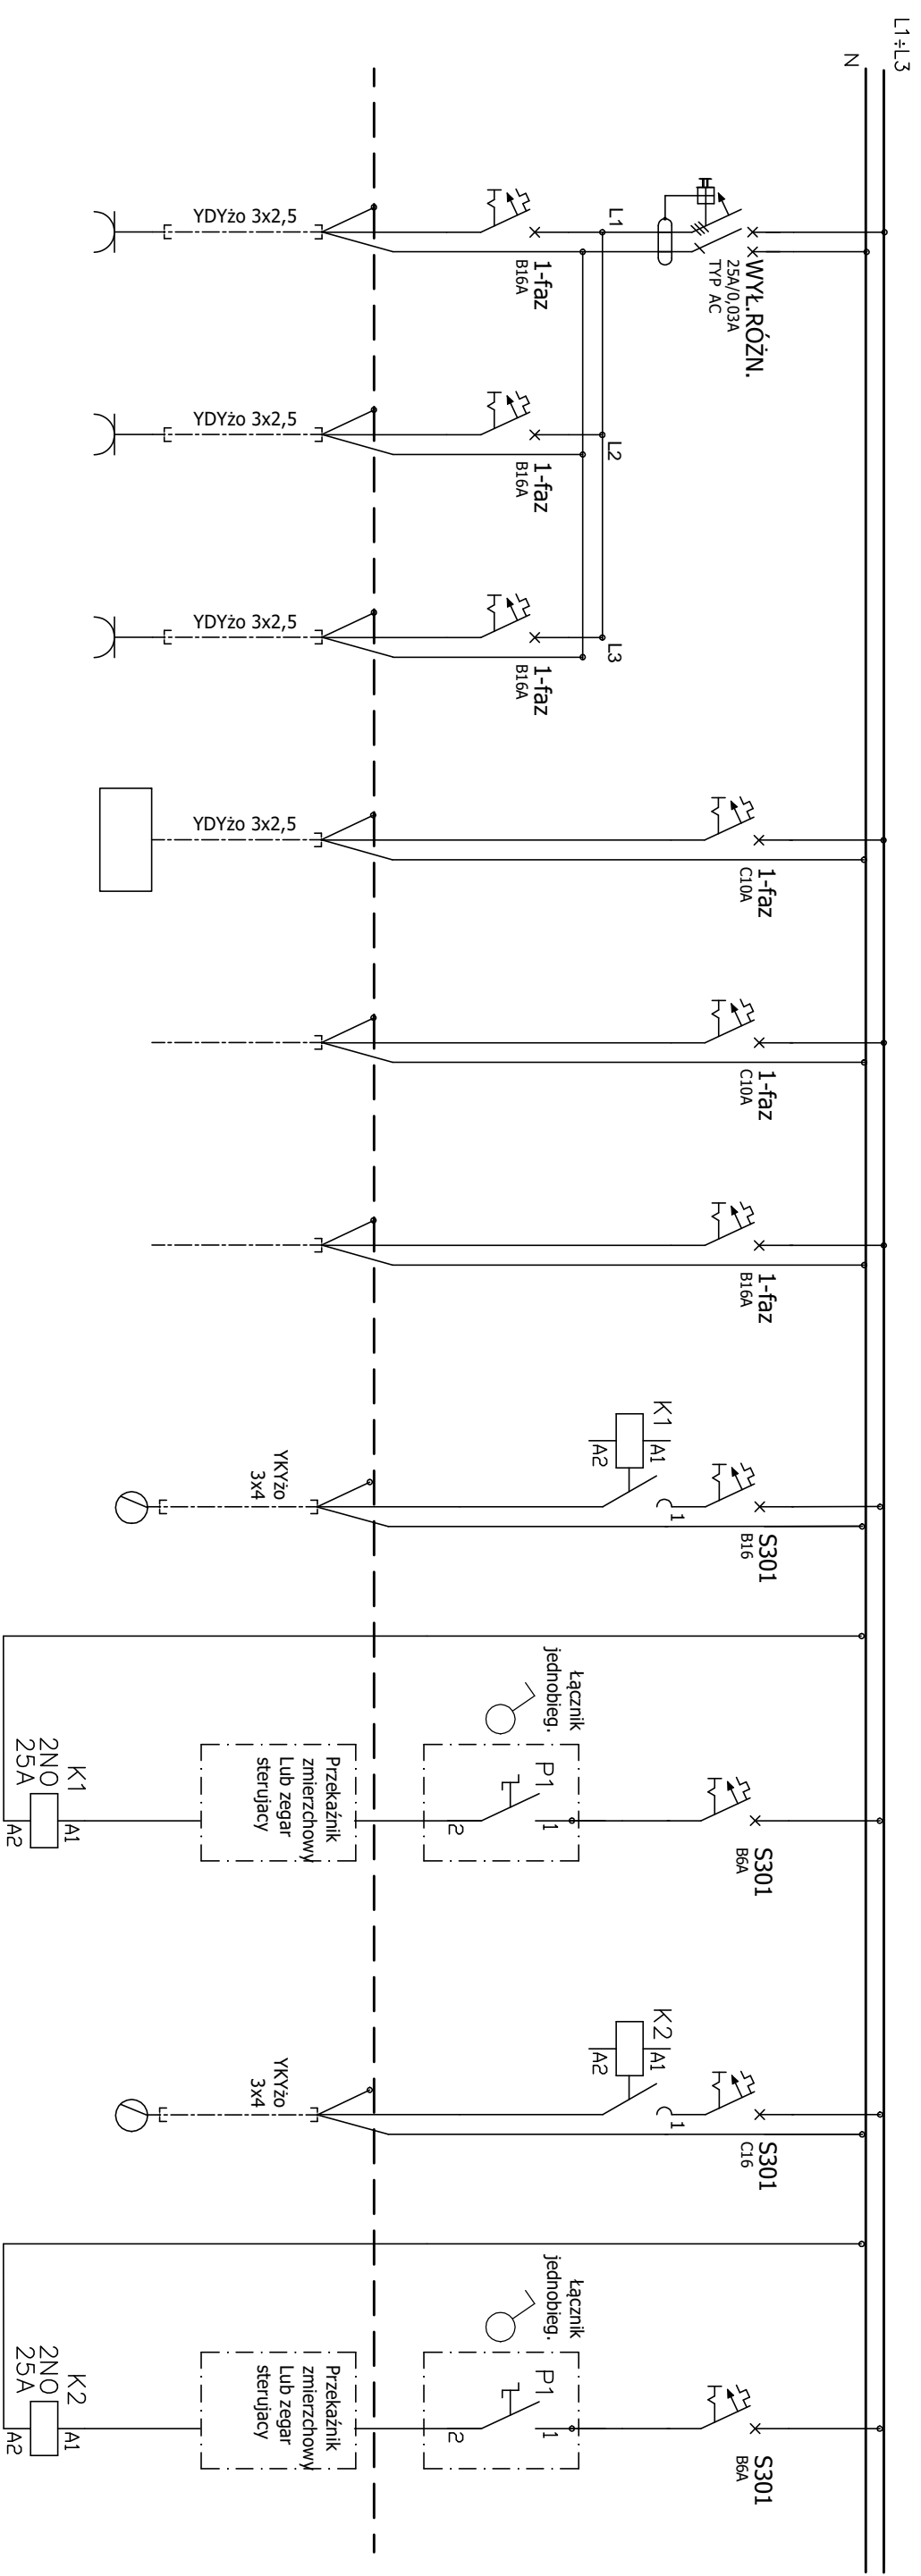 L1÷L3
N
WYŁ.RÓŻN.
25A/0,03A
TYP AC
L1
1-faz
B16A
YDYżo 3x2,5
L2
1-faz
B16A
YDYżo 3x2,5
L3
1-faz
B16A
YDYżo 3x2,5
1-faz
C10A
YDYżo 3x2,5
1-faz
C10A
1-faz
B16A
S301
B16
1
K1
A1
A2
YKYżo
3x4
S301
B6A
Łącznik
jednobieg.
P1
1
2
Przekaźnik
zmierzchowy
Lub zegar
sterujacy
K1
2NO
25A
A1
A2
S301
C16
1
K2
A1
A2
YKYżo
3x4
S301
B6A
Łącznik
jednobieg.
P1
1
2
Przekaźnik
zmierzchowy
Lub zegar
sterujacy
K2
2NO
25A
A1
A2